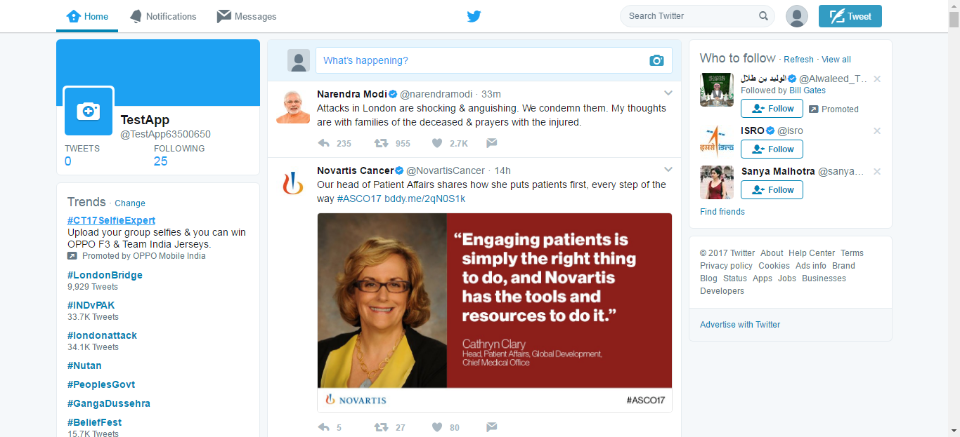 Home Notifications Messages Search Twitter Tweet
TestApp
@TestApp63500650
TWEETS FOLLOWING
0 25
Trends · Change
#CT17SelfieExpert
Upload your group selfies & you can win
OPPO F3 & Team India Jerseys.
Promoted by OPPO Mobile India
#LondonBridge
9,929 Tweets
#INDvPAK
33.7K Tweets
#londonattack
34.1K Tweets
#Nutan
#PeoplesGovt
#GangaDussehra
#BeliefFest
15.7K Tweets
What's happening?
Narendra Modi @narendramodi · 33m
Attacks in London are shocking & anguishing. We condemn them. My thoughts
are with families of the deceased & prayers with the injured.
235 955 2.7K
Novartis Cancer @NovartisCancer · 14h
Our head of Patient Affairs shares how she puts patients first, every step of the
way #ASCO17 bddy.me/2qN0S1k
“Engaging patients is
simply the right thing
to do, and Novartis
has the tools and
resources to do it.”
Cathryn Clary
Head, Patient Affairs, Global Development,
Chief Medical Office
NOVARTIS #ASCO17
5 27 80
Who to follow · Refresh · View all
الوليد بن طلال @Alwaleed_T...
Followed by Bill Gates
Follow Promoted
ISRO @isro
Follow
Sanya Malhotra @sanya...
Follow
Find friends
© 2017 Twitter About Help Center Terms
Privacy policy Cookies Ads info Brand
Blog Status Apps Jobs Businesses
Developers
Advertise with Twitter